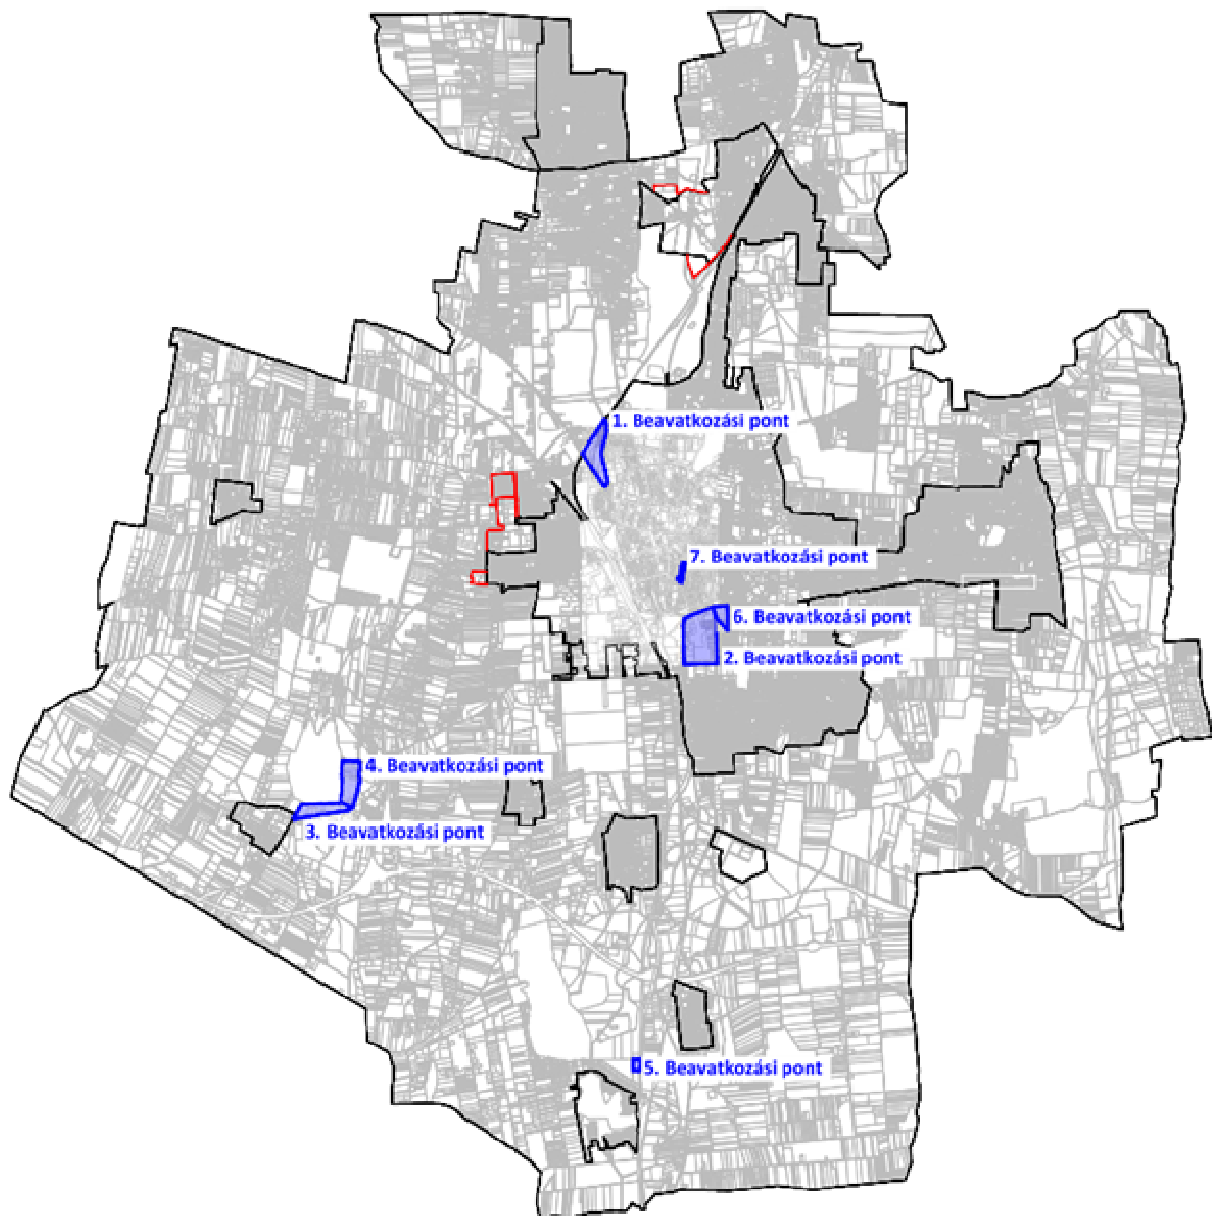 1. Beavatkozási pont
7. Beavatkozási pont
6. Beavatkozási pont
2. Beavatkozási pont
4. Beavatkozási pont
3. Beavatkozási pont
5. Beavatkozási pont